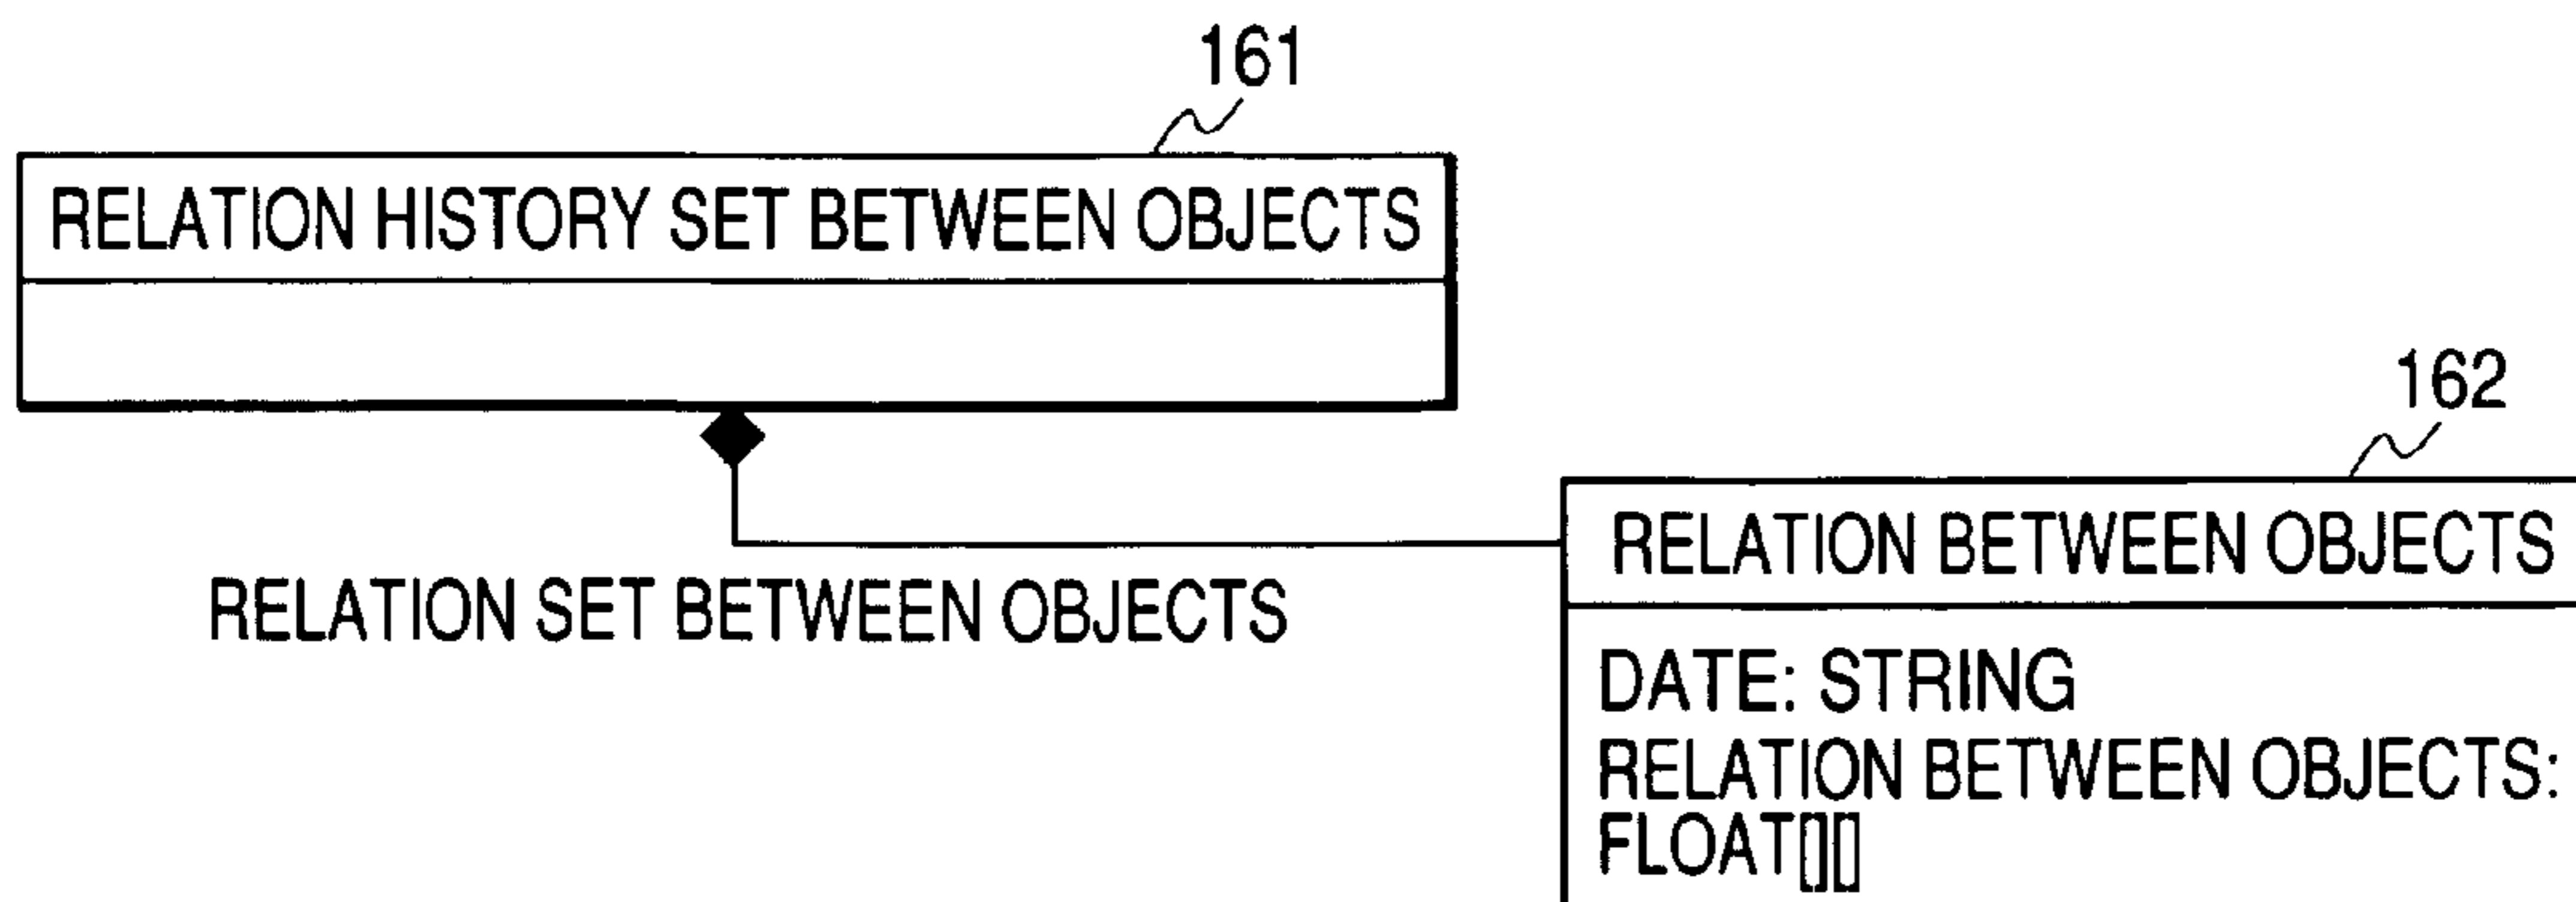 161
RELATION HISTORY SET BETWEEN OBJECTS
162
RELATION BETWEEN OBJECTS
RELATION SET BETWEEN OBJECTS
DATE: STRING
RELATION BETWEEN OBJECTS:
FLOAT[][]